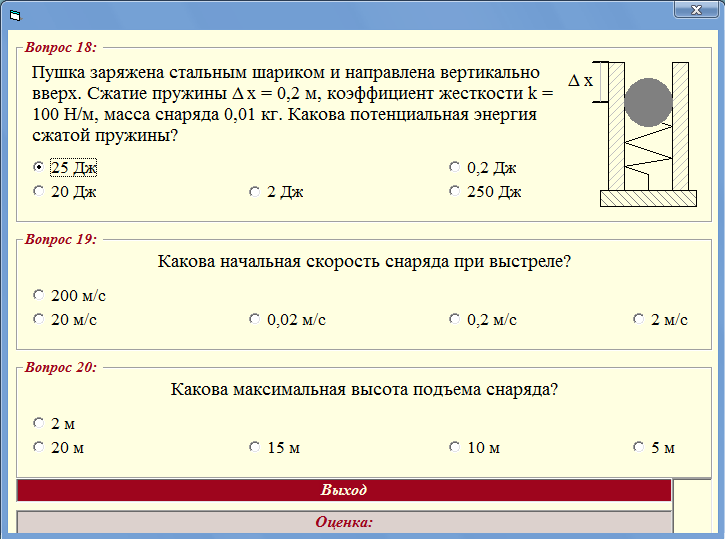 Вопрос 18:
Пушка заряжена стальным шариком и направлена вертикально
вверх. Сжатие пружины Δ x = 0,2 м, коэффициент жесткости k =
100 Н/м, масса снаряда 0,01 кг. Какова потенциальная энергия
сжатой пружины?
Δ x
25 Дж 0,2 Дж
20 Дж 2 Дж 250 Дж
Вопрос 19:
Какова начальная скорость снаряда при выстреле?
200 м/с
20 м/с 0,02 м/с 0,2 м/с 2 м/с
Вопрос 20:
Какова максимальная высота подъема снаряда?
2 м
20 м 15 м 10 м 5 м
Выход
Оценка: